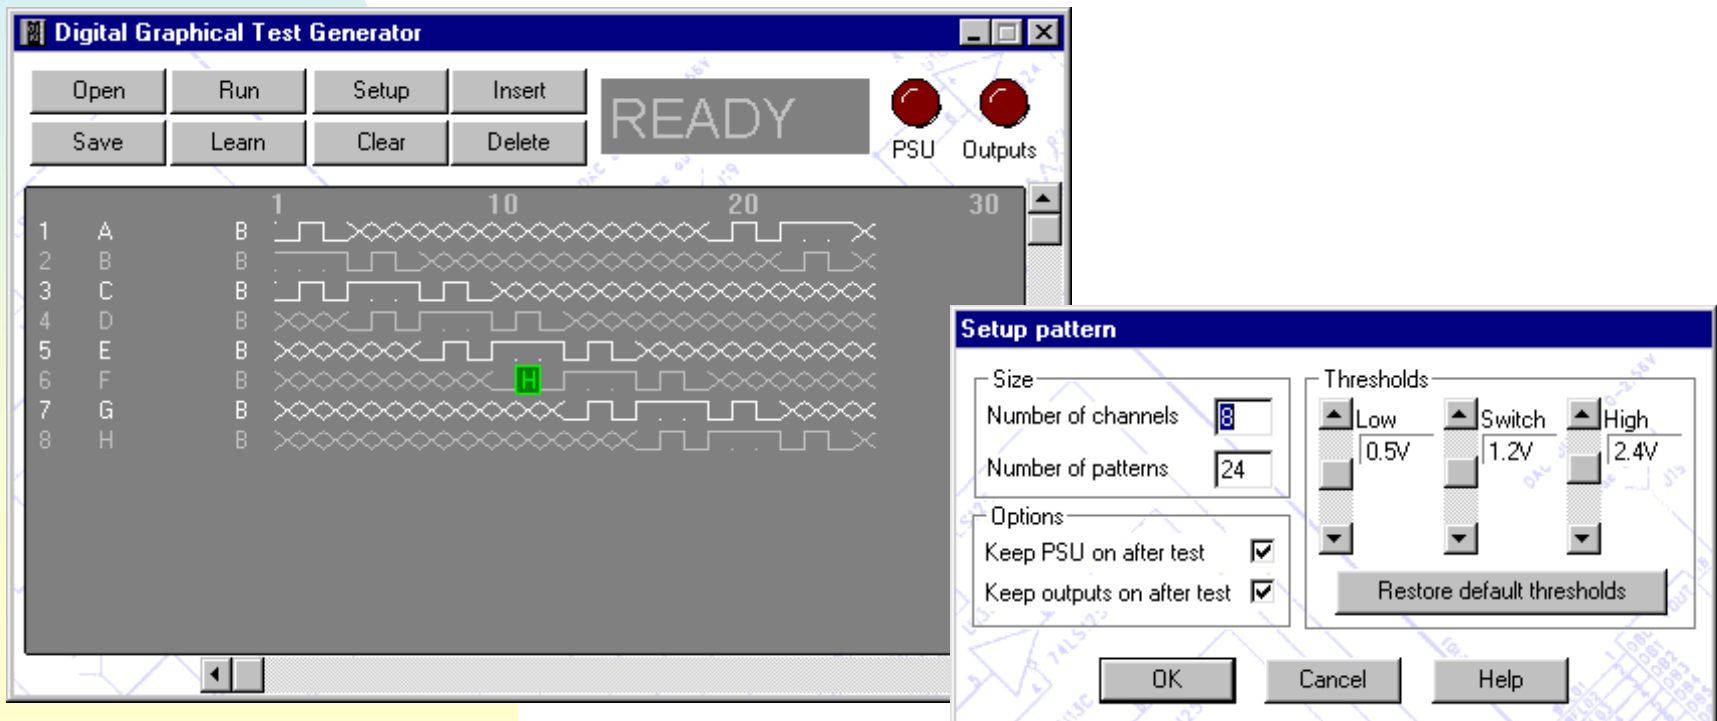 Digital Graphical Test Generator
Open Run Setup Insert
READY
Save Learn Clear Delete
PSU Outputs
1 10 20 30
1 A B
2 B B
3 C B
4 D B
5 E B
6 F B H
7 G B
8 H B
Setup pattern
Size
Number of channels 8
Number of patterns 24
Options
Keep PSU on after test
Keep outputs on after test
Thresholds
Low Switch High
0.5V 1.2V 2.4V
Restore default thresholds
OK Cancel Help